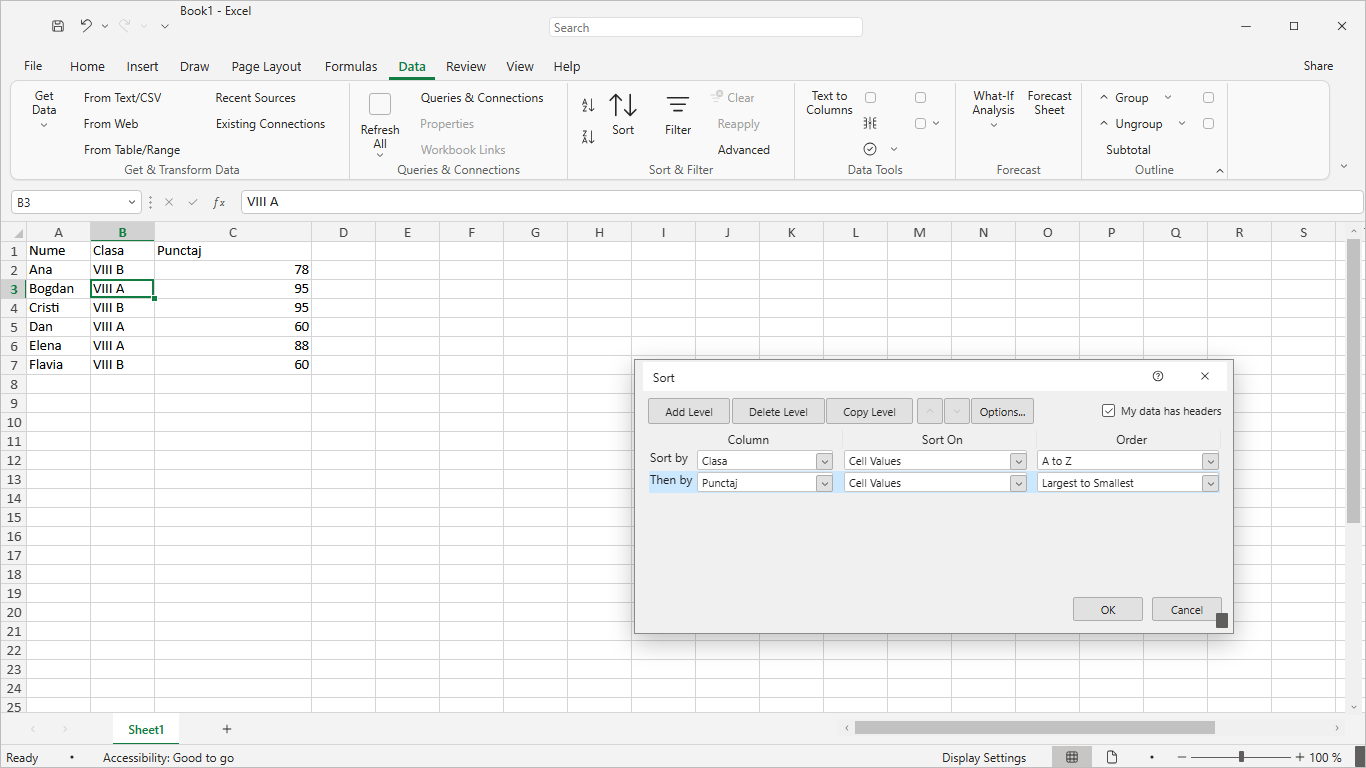 Book1 - Excel
Search
File Home Insert Draw Page Layout Formulas Data Review View Help Share
Get Data
From Text/CSV
From Web
From Table/Range
Recent Sources
Existing Connections
Get & Transform Data
Refresh All
Queries & Connections
Properties
Workbook Links
Queries & Connections
Sort
Filter
Clear
Reapply
Advanced
Sort & Filter
Text to Columns
Data Tools
What-If Analysis
Forecast Sheet
Forecast
Group
Ungroup
Subtotal
Outline
B3 fx VIII A
A B C D E F G H I J K L M N O P Q R S
1 Nume Clasa Punctaj
2 Ana VIII B 78
3 Bogdan VIII A 95
4 Cristi VIII B 95
5 Dan VIII A 60
6 Elena VIII A 88
7 Flavia VIII B 60
8
9
10
11
12
13
14
15
16
17
18
19
20
21
22
23
24
25
Sort
Add Level Delete Level Copy Level Options... My data has headers
Column Sort On Order
Sort by Clasa Cell Values A to Z
Then by Punctaj Cell Values Largest to Smallest
OK Cancel
Sheet1
Ready Accessibility: Good to go Display Settings 100 %